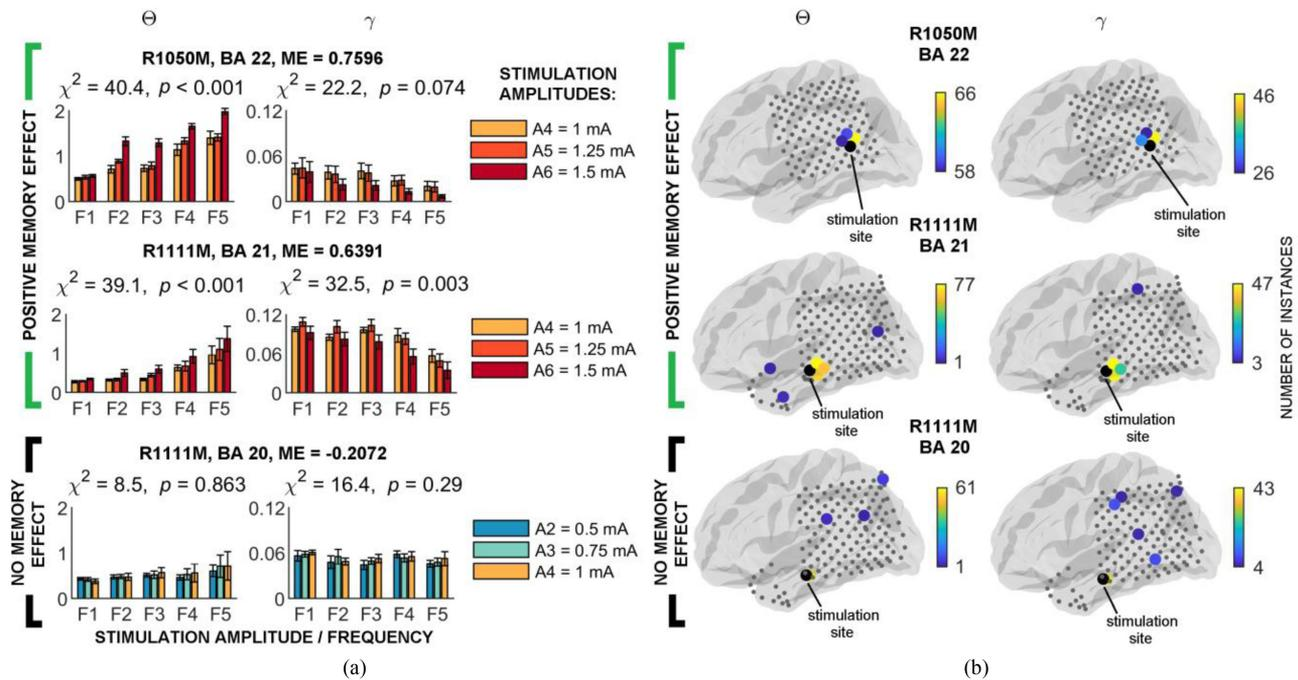 Θ γ
POSITIVE MEMORY EFFECT
R1050M, BA 22, ME = 0.7596
χ² = 40.4, p < 0.001
χ² = 22.2, p = 0.074
2
1
0
F1 F2 F3 F4 F5
0.12
0.06
0
F1 F2 F3 F4 F5
STIMULATION
AMPLITUDES:
A4 = 1 mA
A5 = 1.25 mA
A6 = 1.5 mA
R1111M, BA 21, ME = 0.6391
χ² = 39.1, p < 0.001
χ² = 32.5, p = 0.003
2
1
0
F1 F2 F3 F4 F5
0.12
0.06
0
F1 F2 F3 F4 F5
A4 = 1 mA
A5 = 1.25 mA
A6 = 1.5 mA
NO MEMORY
EFFECT
R1111M, BA 20, ME = -0.2072
χ² = 8.5, p = 0.863
χ² = 16.4, p = 0.29
2
1
0
F1 F2 F3 F4 F5
0.12
0.06
0
F1 F2 F3 F4 F5
A2 = 0.5 mA
A3 = 0.75 mA
A4 = 1 mA
STIMULATION AMPLITUDE / FREQUENCY
(a)
Θ γ
POSITIVE MEMORY EFFECT
R1050M
BA 22
66
58
46
26
stimulation
site
stimulation
site
R1111M
BA 21
77
1
47
3
stimulation
site
stimulation
site
NO MEMORY
EFFECT
R1111M
BA 20
61
1
43
4
stimulation
site
stimulation
site
NUMBER OF INSTANCES
(b)